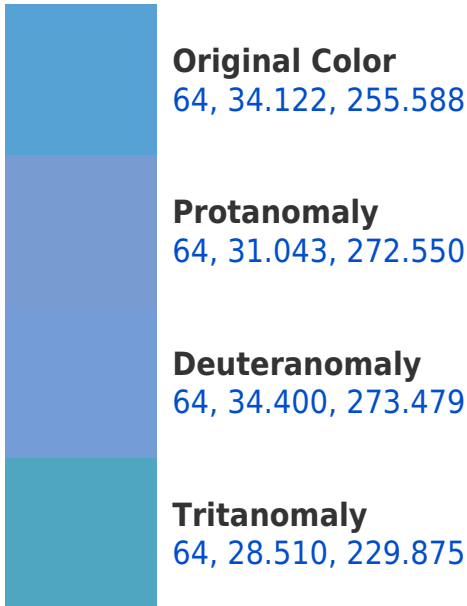 Original Color
64, 34.122, 255.588
Protanomaly
64, 31.043, 272.550
Deuteranomaly
64, 34.400, 273.479
Tritanomaly
64, 28.510, 229.875